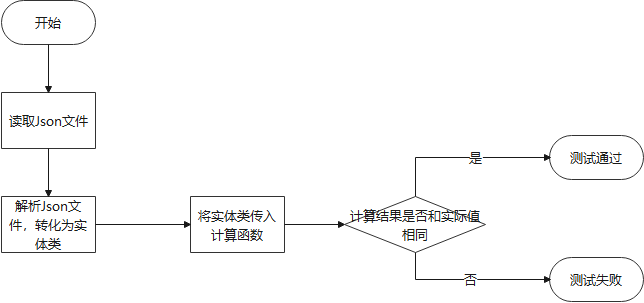 开始
读取Json文件
解析Json文
件，转化为实
体类
将实体类传入
计算函数
计算结果是否和实际值
相同
是
测试通过
否
测试失败